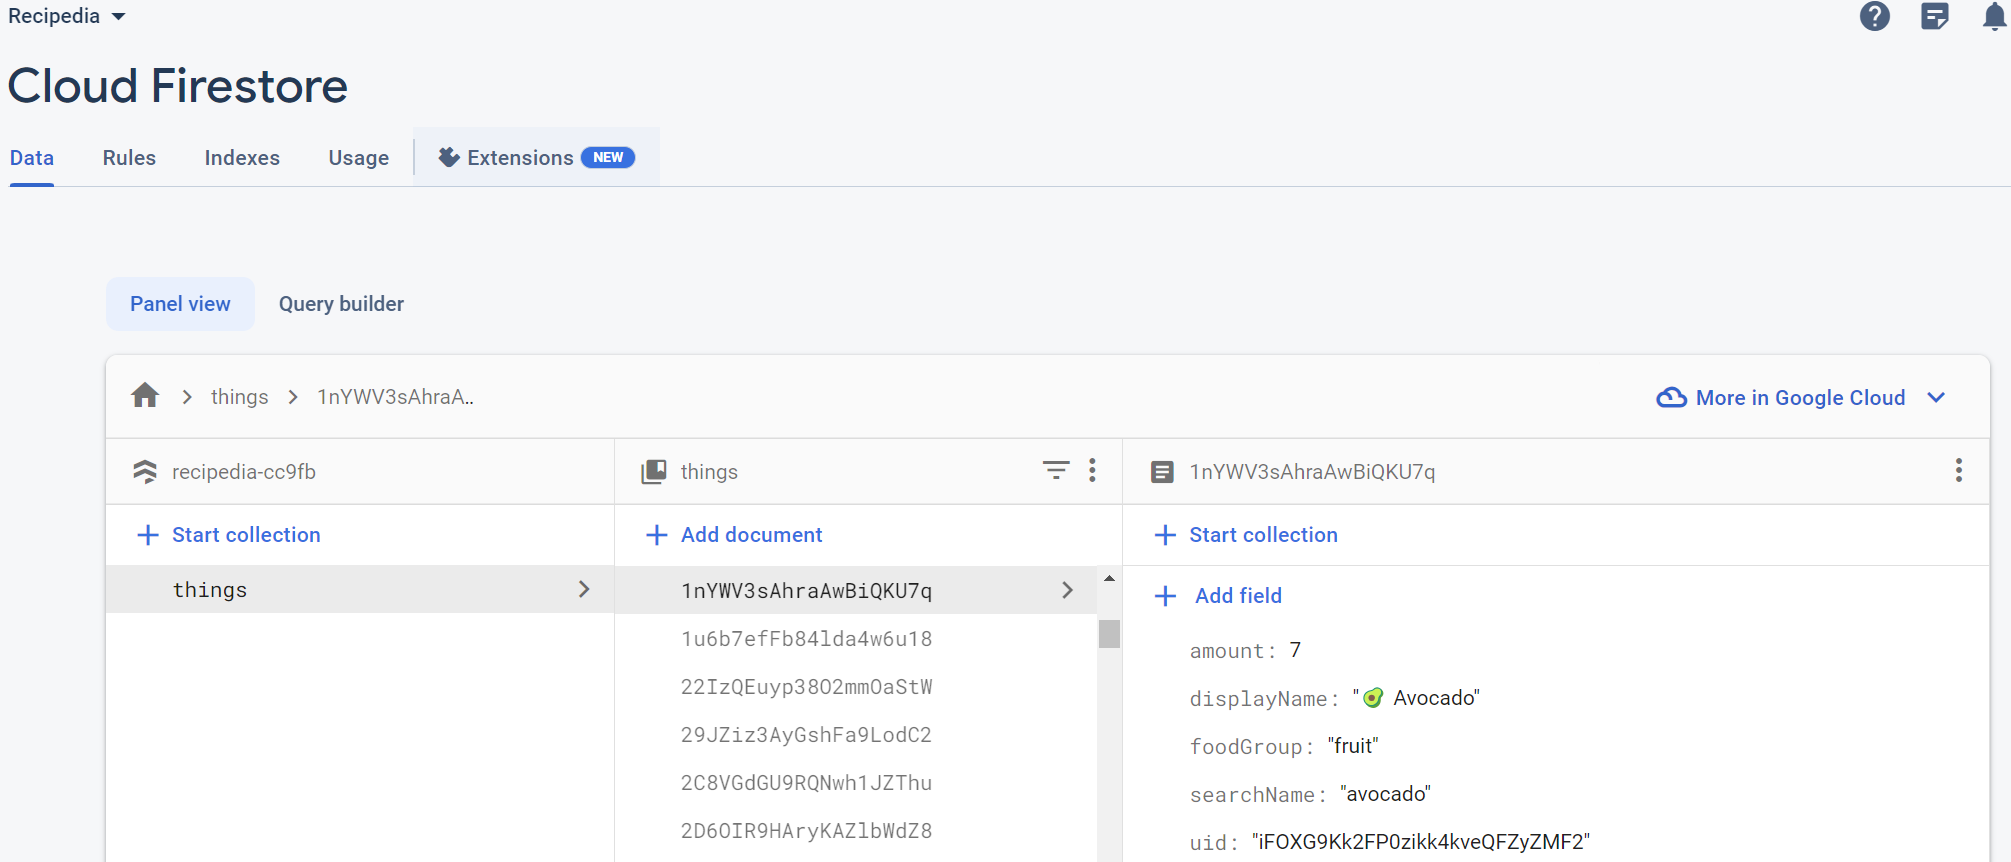 Recipedia
Cloud Firestore
Data Rules Indexes Usage Extensions NEW
Panel view Query builder
things 1nYWV3sAhraA.. More in Google Cloud
recipedia-cc9fb things 1nYWV3sAhraAwBiQKU7q
Start collection Add document Start collection
things 1nYWV3sAhraAwBiQKU7q Add field
1u6b7efFb84lda4w6u18
22IzQEuyp38O2mmOaStW
29JZiz3AyGshFa9LodC2
2C8VGdGU9RQNwh1JZThu
2D6OIR9HAryKAZlbWdZ8
amount: 7
displayName: "🥑 Avocado"
foodGroup: "fruit"
searchName: "avocado"
uid: "iFOXG9Kk2FP0zikk4kveQFZyZMF2"